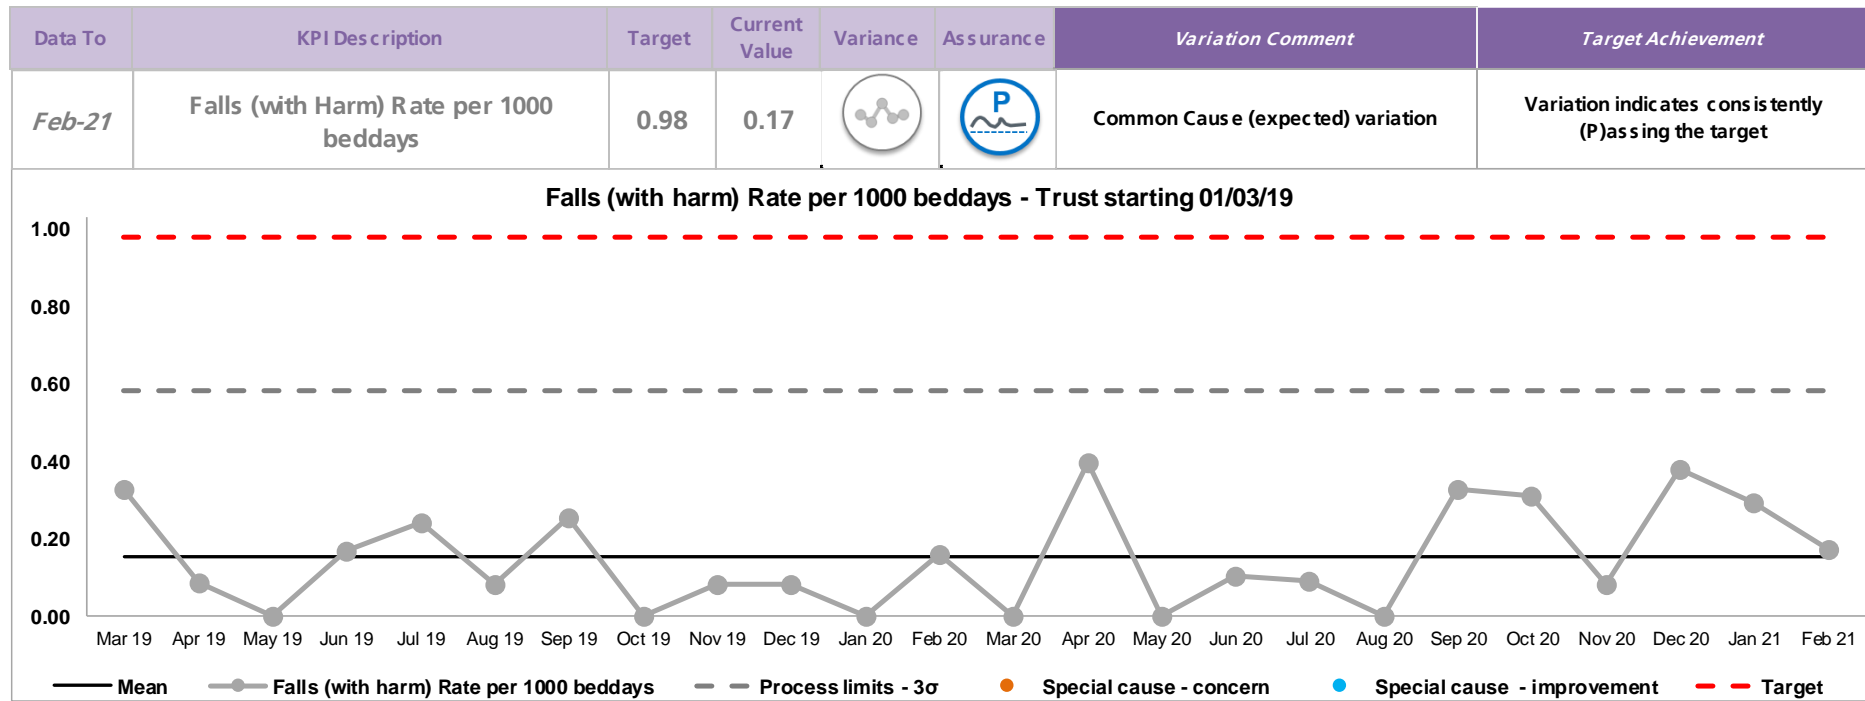 Data To
KPI Description
Target
Current
Value
Variance
Assurance
Variation Comment
Target Achievement
Feb-21
Falls (with Harm) Rate per 1000
beddays
0.98
0.17
P
Common Cause (expected) variation
Variation indicates consistently
(P)assing the target
Falls (with harm) Rate per 1000 beddays - Trust starting 01/03/19
1.00
0.80
0.60
0.40
0.20
0.00
Mar 19 Apr 19 May 19 Jun 19 Jul 19 Aug 19 Sep 19 Oct 19 Nov 19 Dec 19 Jan 20 Feb 20 Mar 20 Apr 20 May 20 Jun 20 Jul 20 Aug 20 Sep 20 Oct 20 Nov 20 Dec 20 Jan 21 Feb 21
Mean Falls (with harm) Rate per 1000 beddays Process limits - 3σ Special cause - concern Special cause - improvement Target